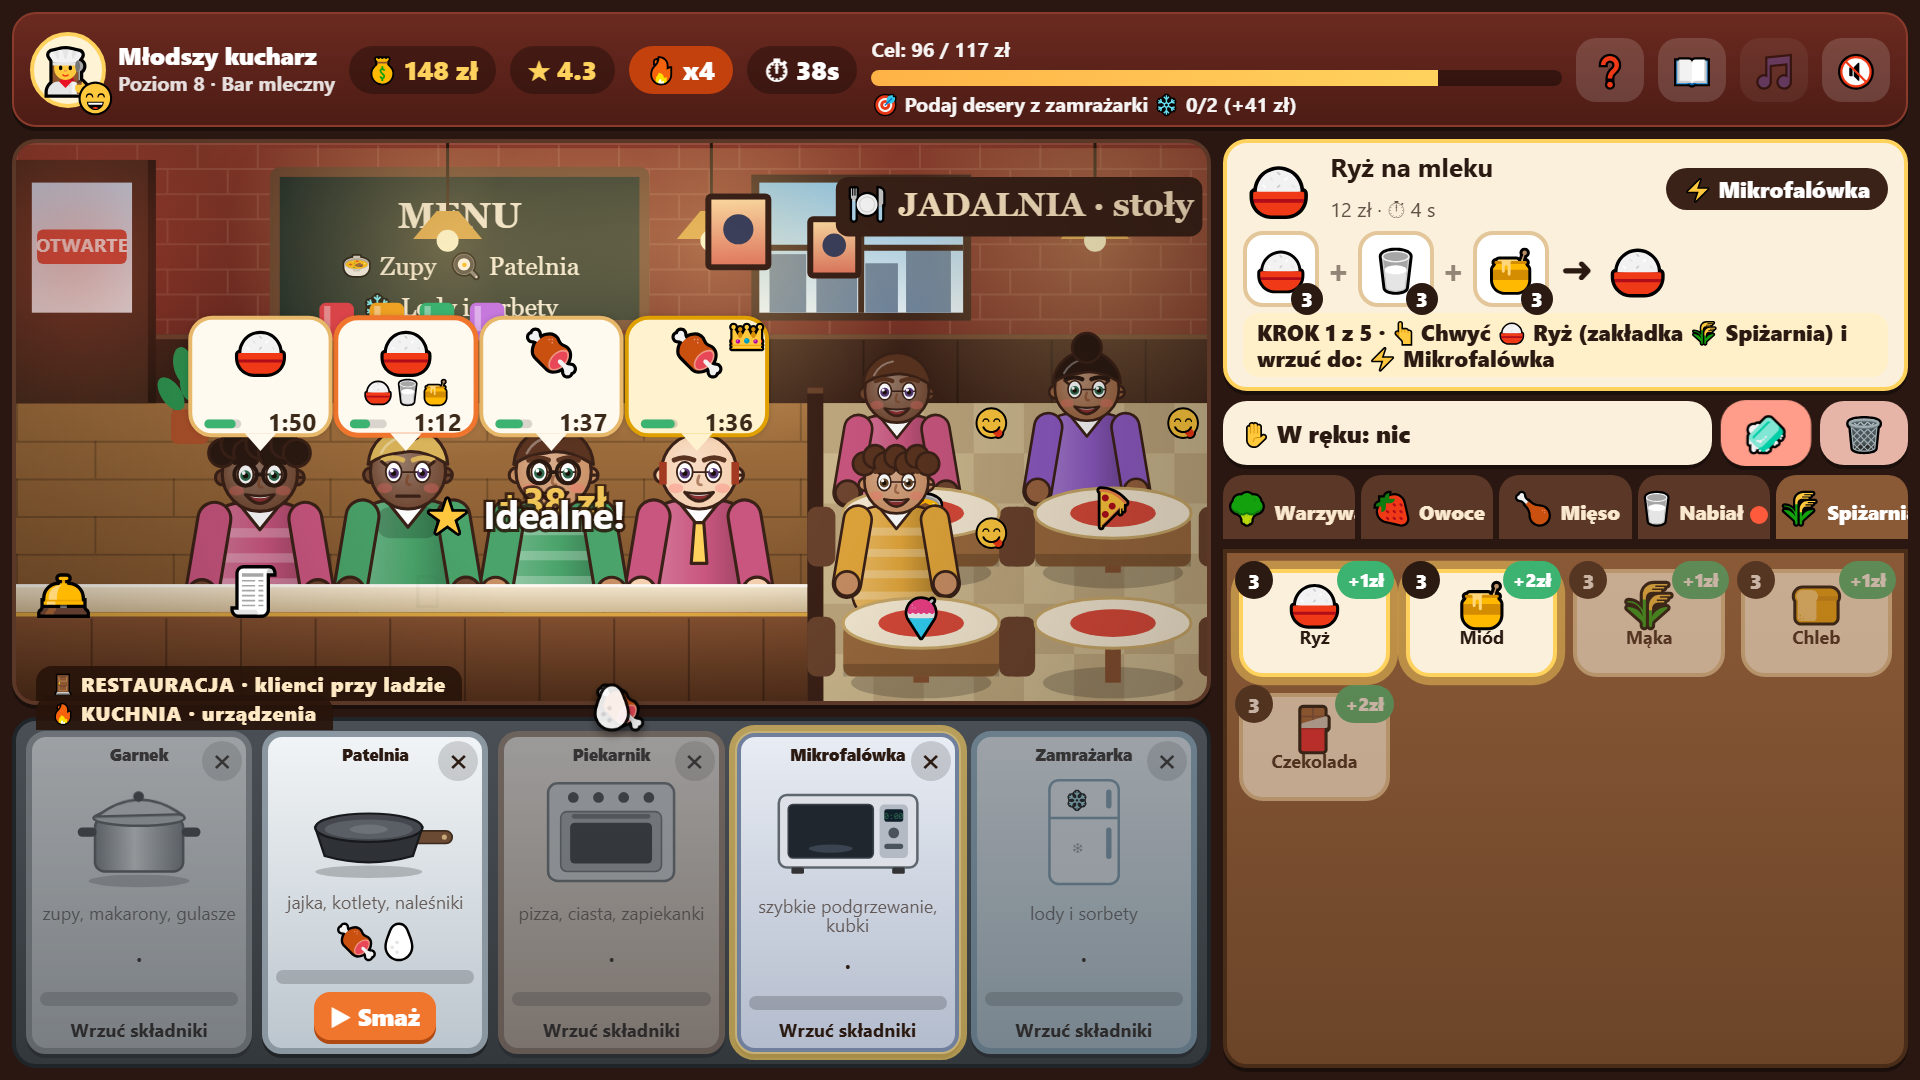 Młodszy kucharz
Poziom 8 · Bar mleczny
148 zł
4.3
x4
38s
Cel: 96 / 117 zł
Podaj desery z zamrażarki 0/2 (+41 zł)
OTWARTE
MENU
Zupy Patelnia
JADALNIA · stoły
1:50
1:12
1:37
1:36
Idealne!
RESTAURACJA · klienci przy ladzie
KUCHNIA · urządzenia
Garnek
zupy, makarony, gulasze
Wrzuć składniki
Patelnia
jajka, kotlety, naleśniki
Smaż
Piekarnik
pizza, ciasta, zapiekanki
Wrzuć składniki
Mikrofalówka
szybkie podgrzewanie,
kubki
Wrzuć składniki
Zamrażarka
lody i sorbety
Wrzuć składniki
Ryż na mleku
12 zł · 4 s
Mikrofalówka
3 + 3 + 3
KROK 1 z 5 · Chwyć Ryż (zakładka Spiżarnia) i
wrzuć do: Mikrofalówka
W ręku: nic
Owoce
Mięso
Nabiał
3 +1zł
Ryż
3 +2zł
Miód
3 +1zł
Mąka
3 +1zł
Chleb
3 +2zł
Czekolada